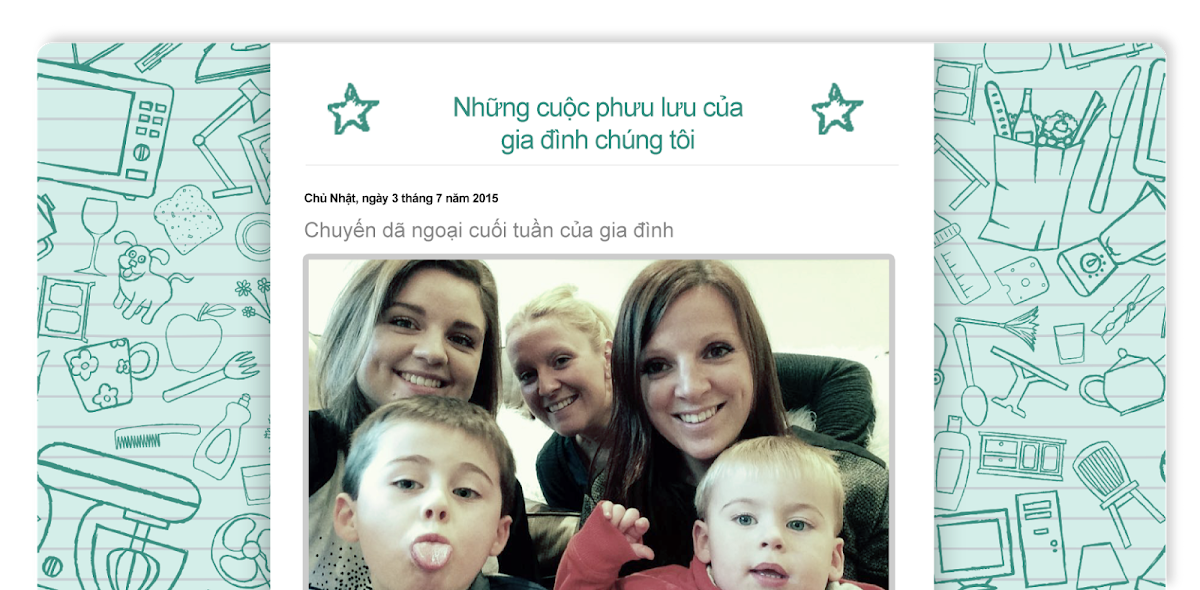 Những cuộc phưu lưu của
gia đình chúng tôi
Chủ Nhật, ngày 3 tháng 7 năm 2015
Chuyến dã ngoại cuối tuần của gia đình